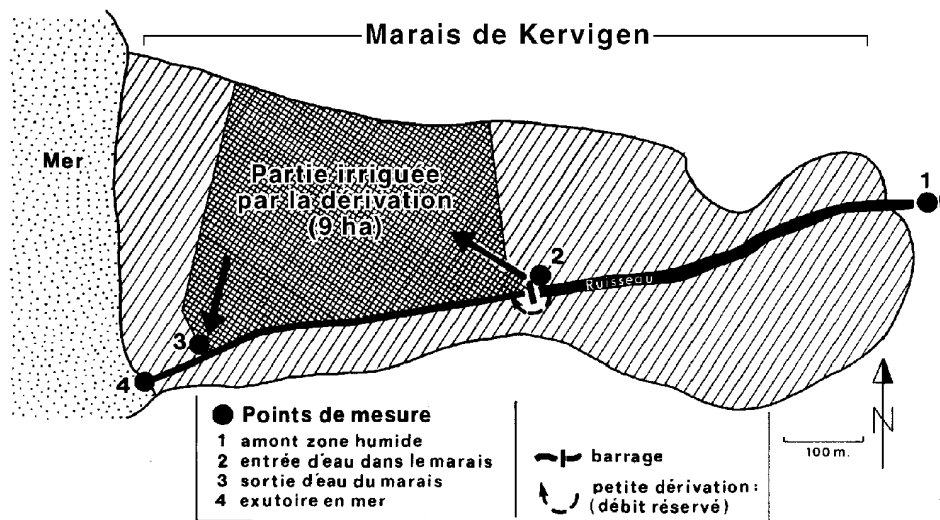 Marais de Kervigen
Mer
Partie irriguée
par la dérivation
(9 ha)
1
2
Ruisseau
3
4
Points de mesure
1 amont zone humide
2 entrée d'eau dans le marais
3 sortie d'eau du marais
4 exutoire en mer
barrage
petite dérivation :
(débit réservé)
100 m.
N